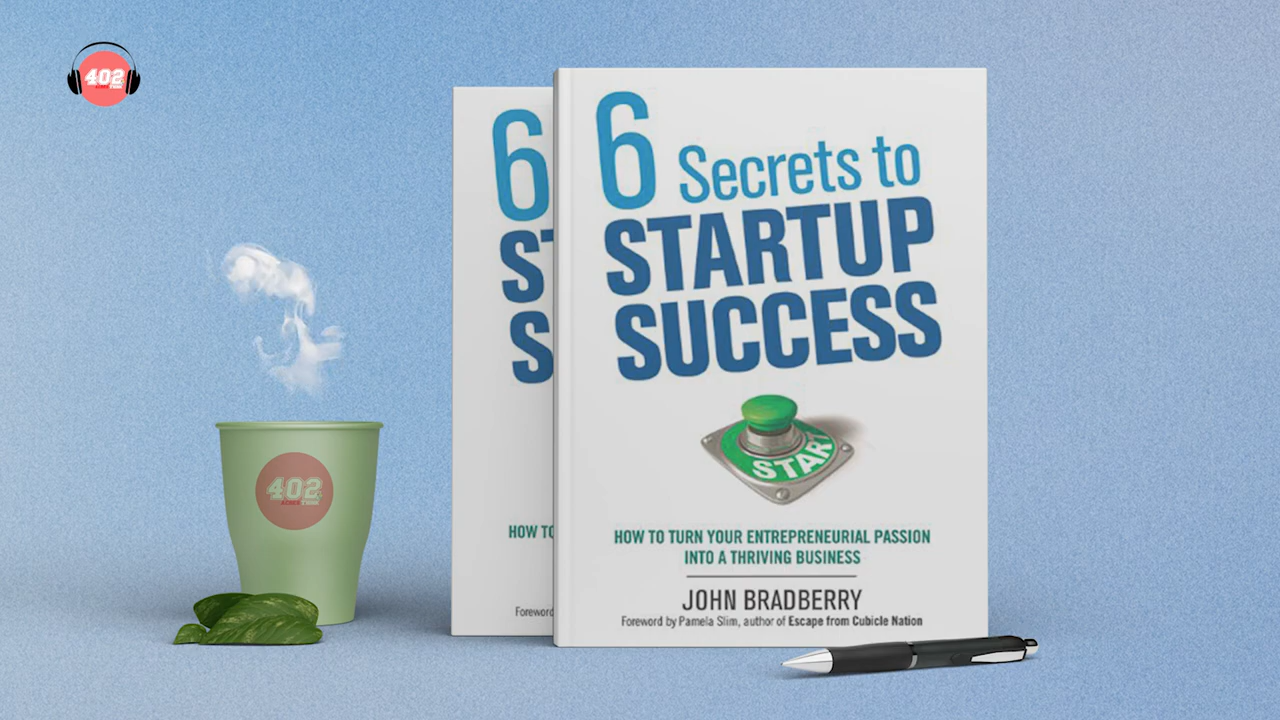 402
6
ST
S
HOW TO
Foreword
6 Secrets to
STARTUP
SUCCESS
START
HOW TO TURN YOUR ENTREPRENEURIAL PASSION
INTO A THRIVING BUSINESS
JOHN BRADBERRY
Foreword by Pamela Slim, author of Escape from Cubicle Nation
402